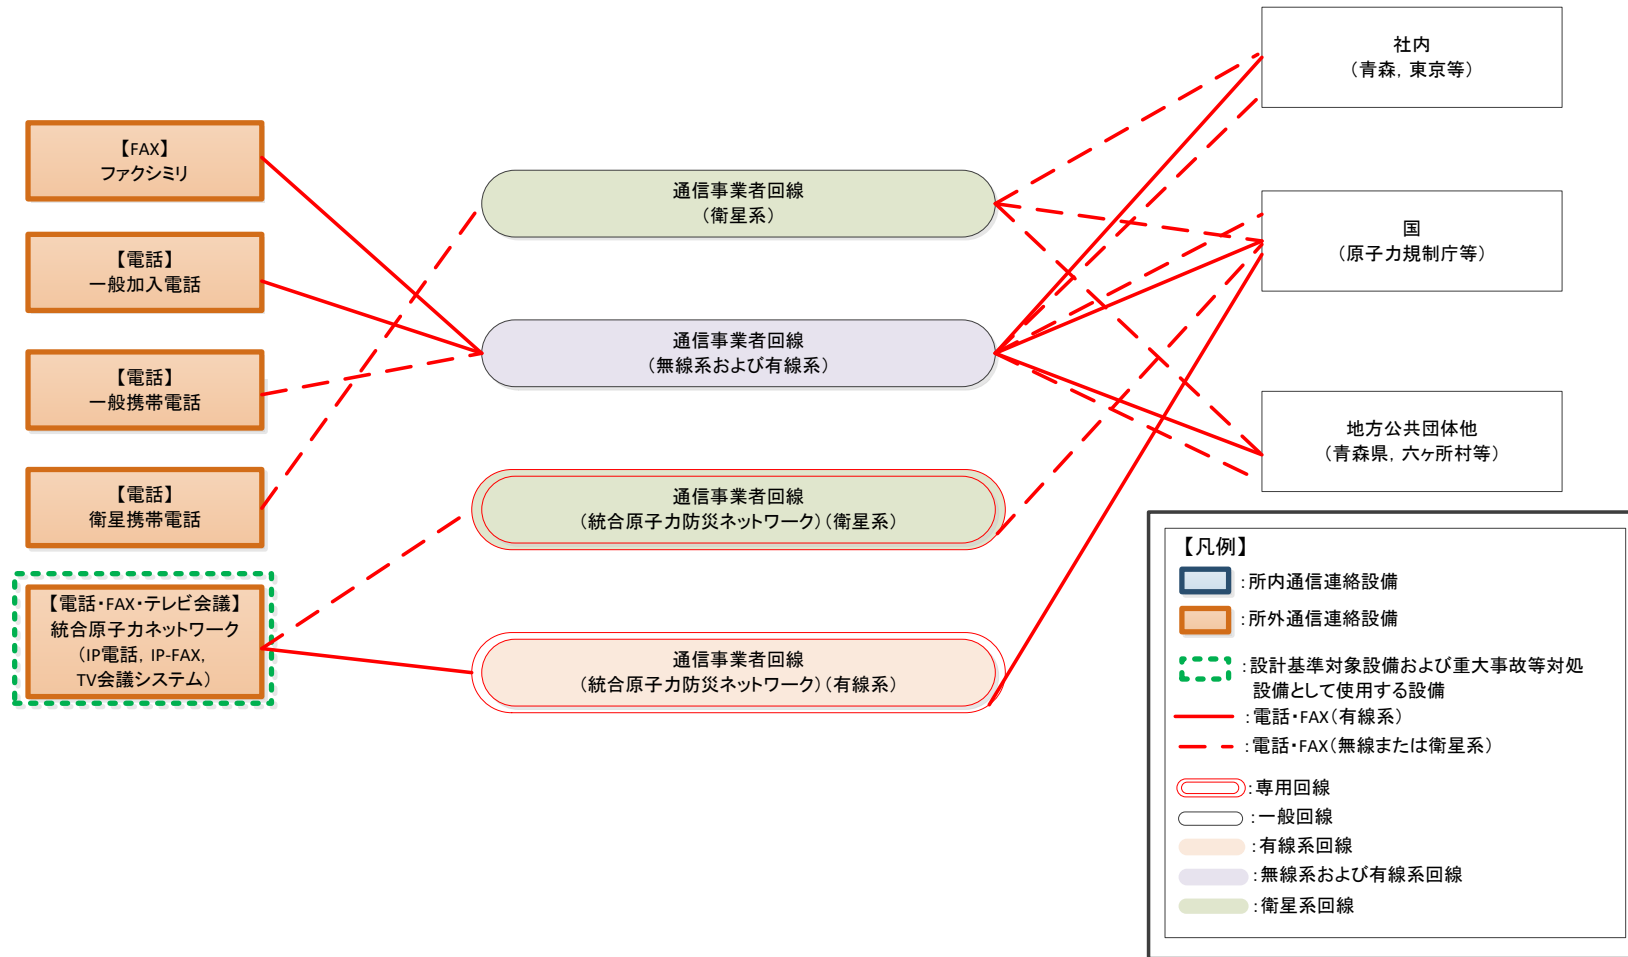 【FAX】
ファクシミリ
【電話】
一般加入電話
【電話】
一般携帯電話
【電話】
衛星携帯電話
【電話・FAX・テレビ会議】
統合原子力ネットワーク
（IP電話，IP-FAX，
TV会議システム）
通信事業者回線
（衛星系）
通信事業者回線
（無線系および有線系）
通信事業者回線
（統合原子力防災ネットワーク）（衛星系）
通信事業者回線
（統合原子力防災ネットワーク）（有線系）
社内
（青森，東京等）
国
（原子力規制庁等）
地方公共団体他
（青森県，六ヶ所村等）
【凡例】
：所内通信連絡設備
：所外通信連絡設備
：設計基準対象設備および重大事故等対処
設備として使用する設備
：電話・FAX（有線系）
：電話・FAX（無線または衛星系）
：専用回線
：一般回線
：有線系回線
：無線系および有線系回線
：衛星系回線